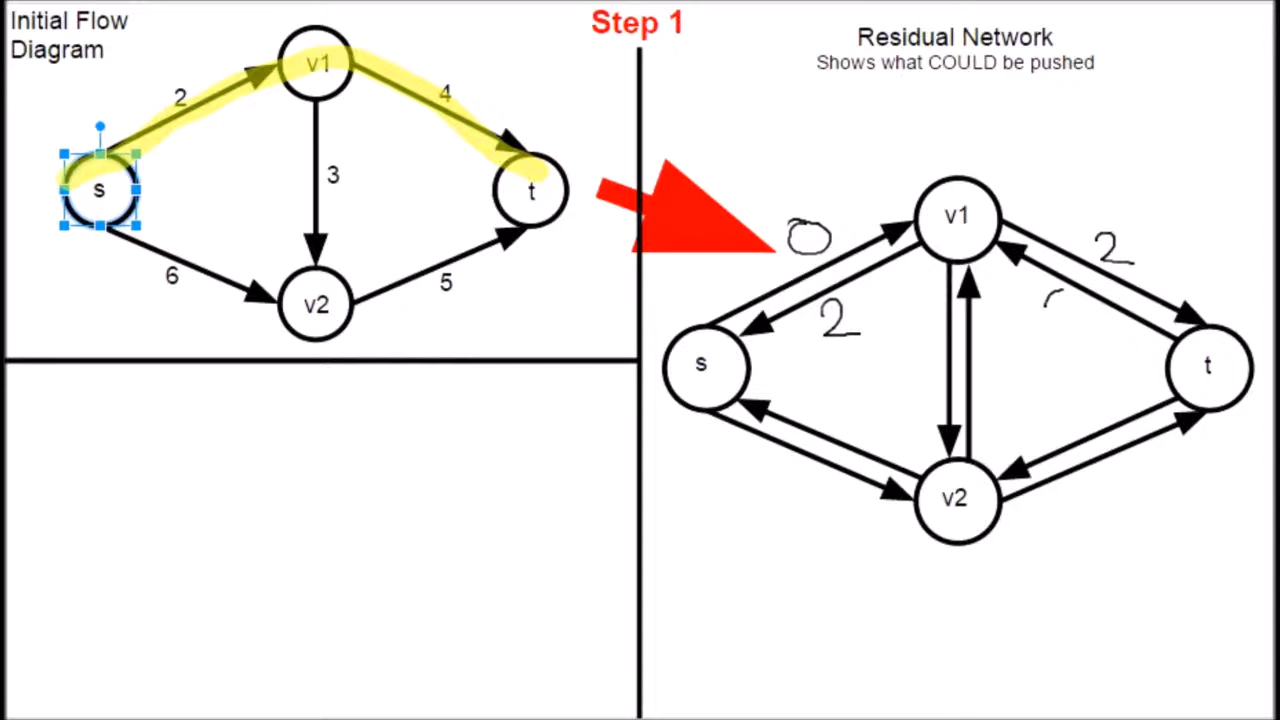 Initial Flow
Diagram
Step 1
Residual Network
Shows what COULD be pushed
v1
2
4
s
3
t
6
5
v2
v1
0
2
2
s
t
v2